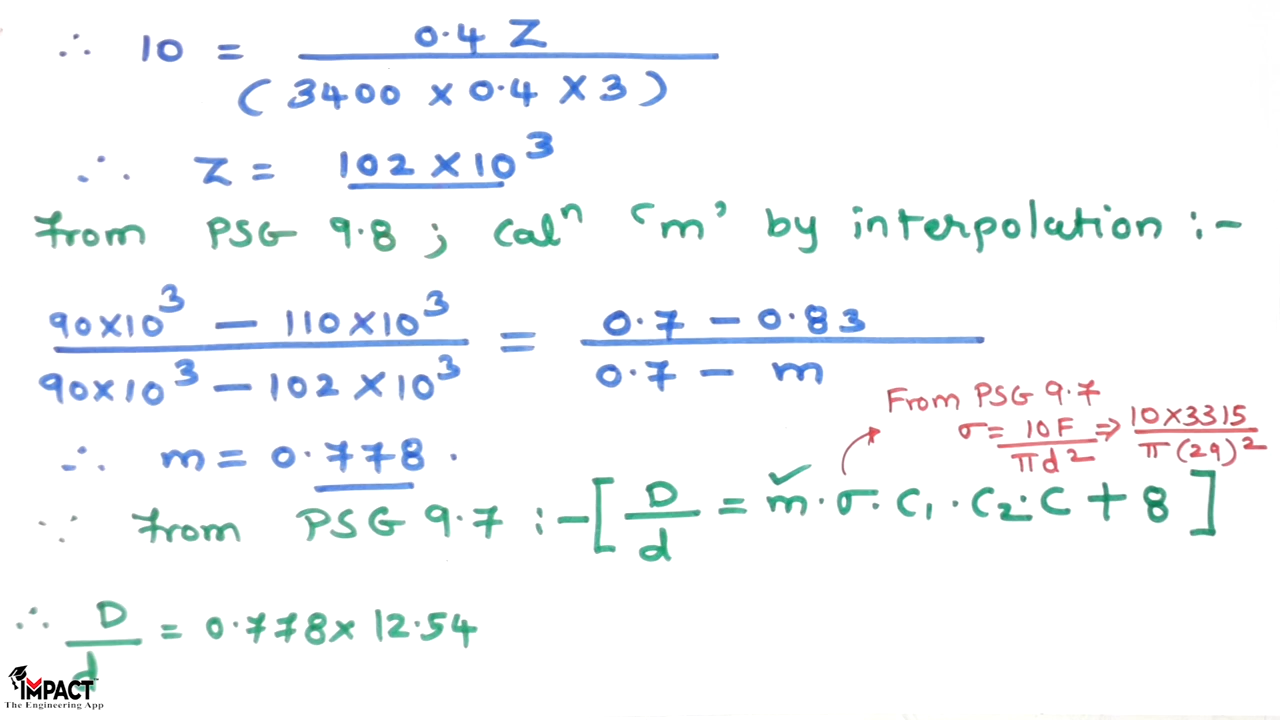 ∴ 10 = 0.4 Z / (3400 × 0.4 × 3)
∴ Z = 102 × 10³
From PSG 9.8 ; calⁿ 'm' by interpolation :-
90×10³ – 110×10³ / 90×10³ – 102×10³ = 0.7 – 0.83 / 0.7 – m
∴ m = 0.778 .
From PSG 9.7
σ = 10F / πd² ⇒ 10×3315 / π(29)²
∵ From PSG 9.7 :- [ D / d = m · σ · C₁ · C₂ · C + 8 ]
∴ D / d = 0.778 × 12.54
IMPACT
The Engineering App